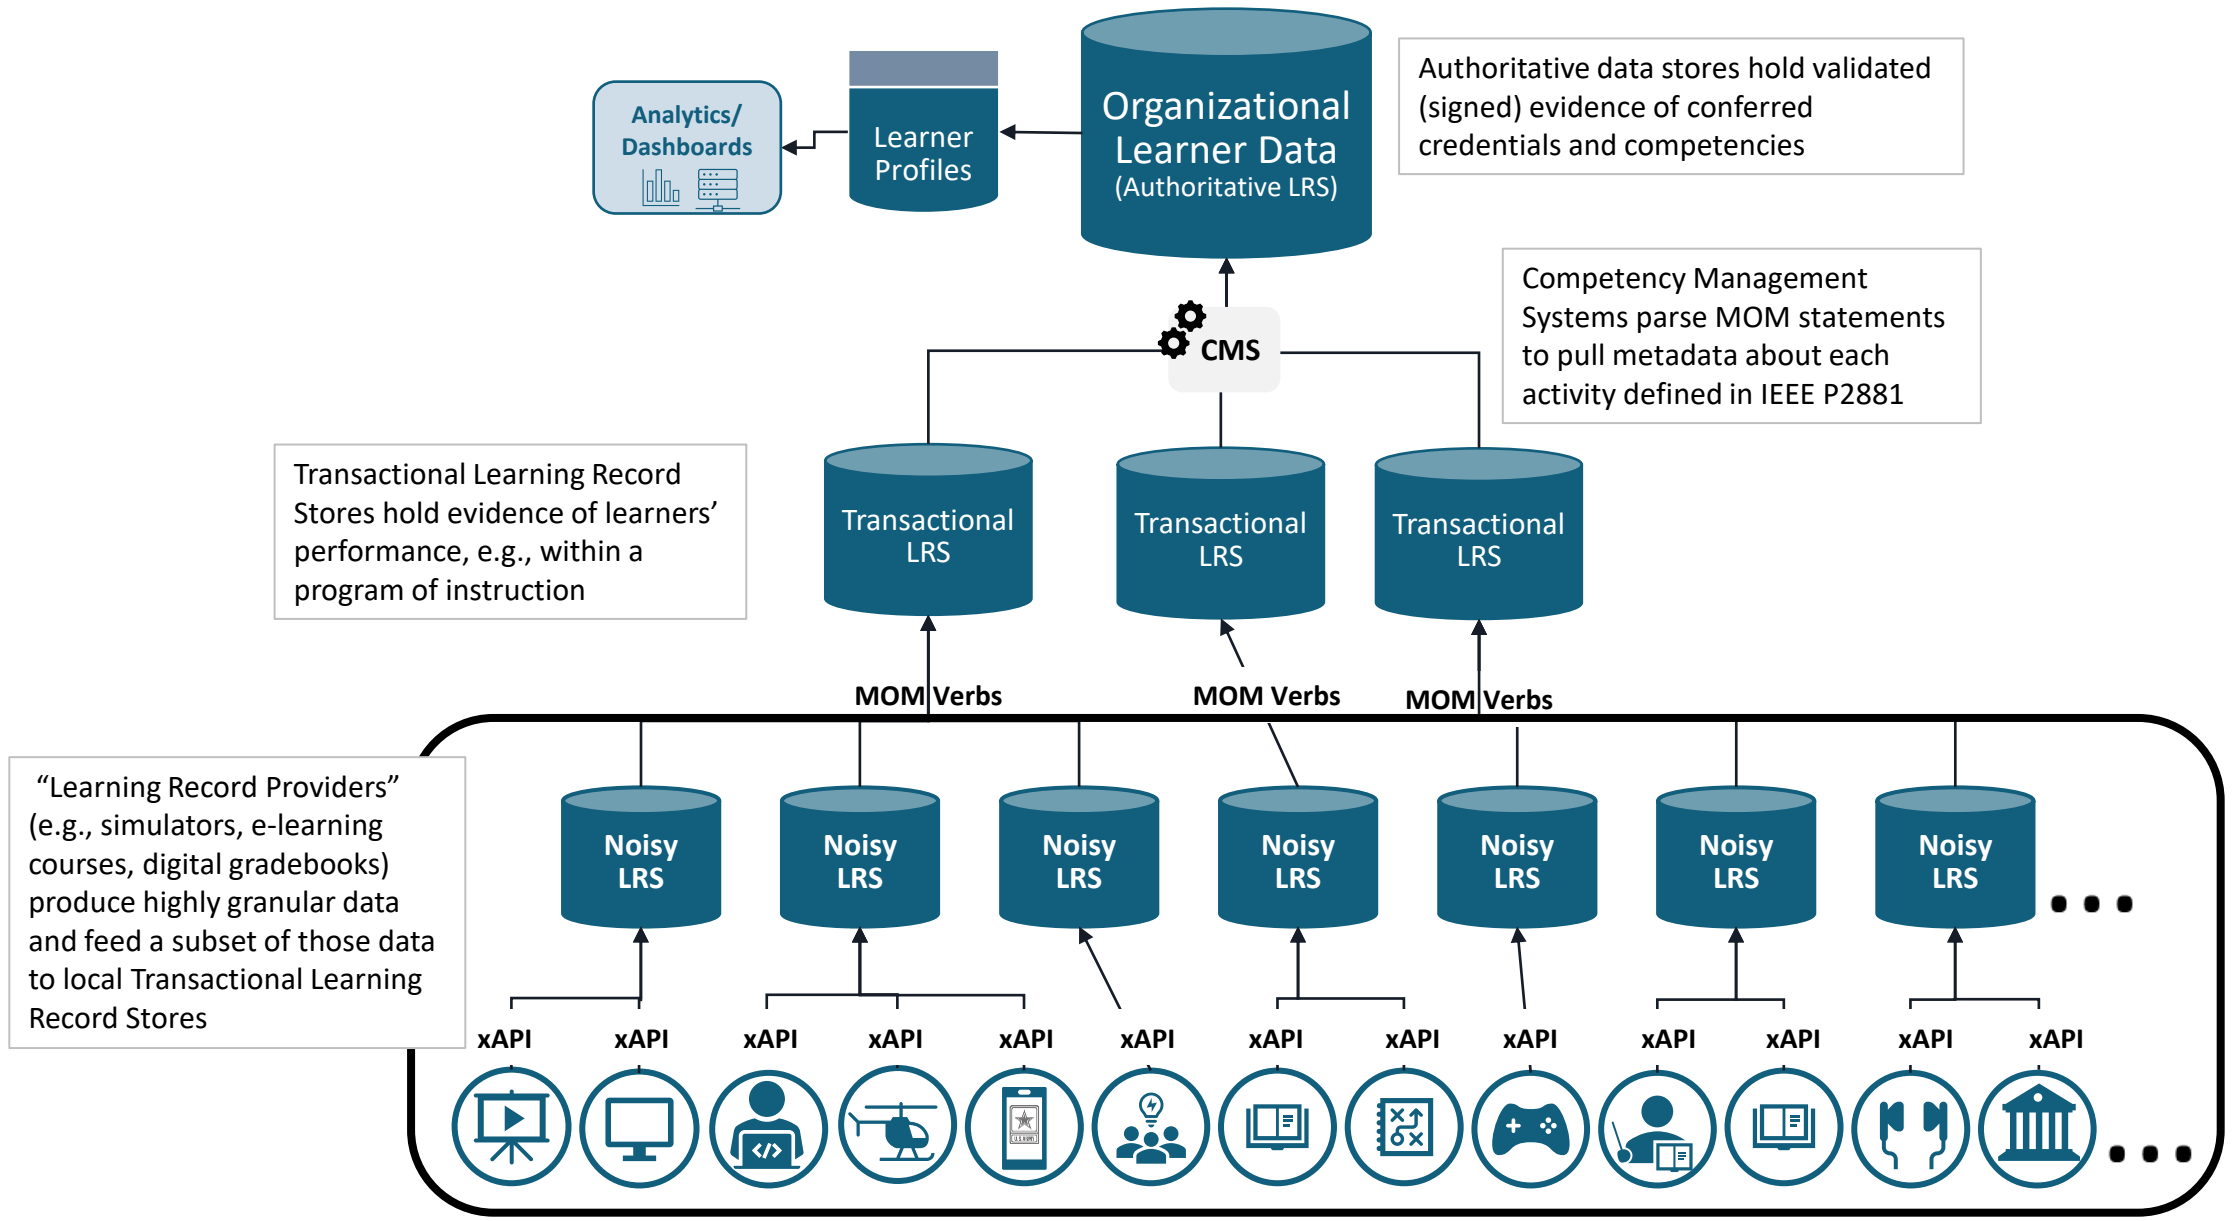 Analytics/
Dashboards
Learner
Profiles
Organizational
Learner Data
(Authoritative LRS)
Authoritative data stores hold validated
(signed) evidence of conferred
credentials and competencies
Competency Management
Systems parse MOM statements
to pull metadata about each
activity defined in IEEE P2881
CMS
Transactional Learning Record
Stores hold evidence of learners’
performance, e.g., within a
program of instruction
Transactional
LRS
Transactional
LRS
Transactional
LRS
MOM Verbs
MOM Verbs
MOM Verbs
“Learning Record Providers”
(e.g., simulators, e-learning
courses, digital gradebooks)
produce highly granular data
and feed a subset of those data
to local Transactional Learning
Record Stores
Noisy
LRS
Noisy
LRS
Noisy
LRS
Noisy
LRS
Noisy
LRS
Noisy
LRS
Noisy
LRS
xAPI
xAPI
xAPI
xAPI
xAPI
xAPI
xAPI
xAPI
xAPI
xAPI
xAPI
xAPI
xAPI
</>
U.S. ARMY